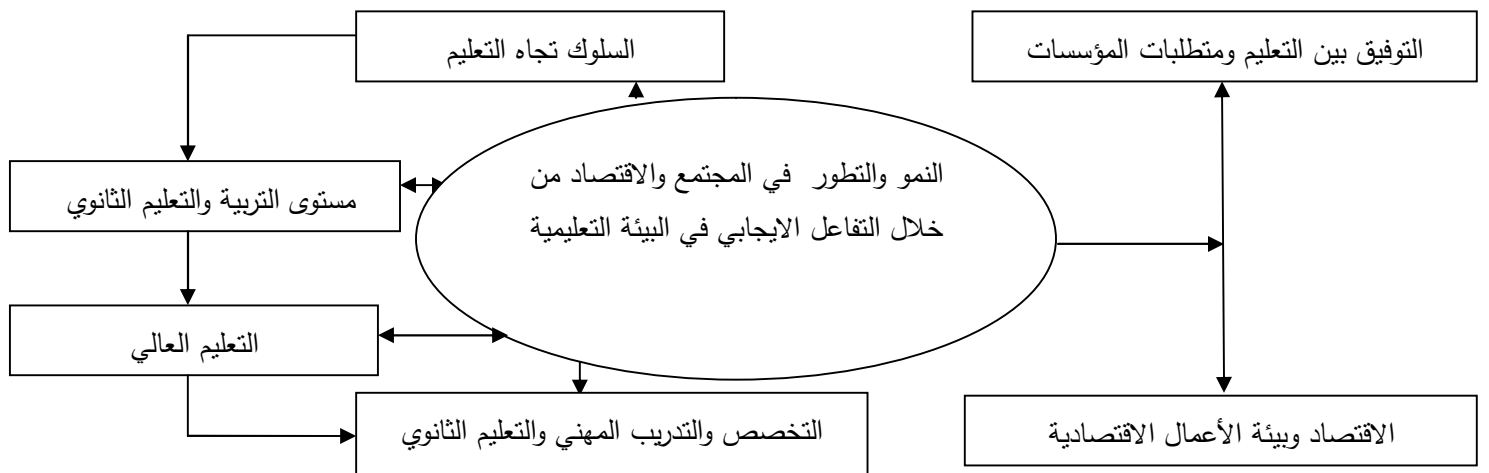 التوفيق بين التعليم ومتطلبات المؤسسات
السلوك تجاه التعليم
النمو والتطور في المجتمع والاقتصاد من
خلال التفاعل الايجابي في البيئة التعليمية
مستوى التربية والتعليم الثانوي
التعليم العالي
التخصص والتدريب المهني والتعليم الثانوي
الاقتصاد وبيئة الأعمال الاقتصادية